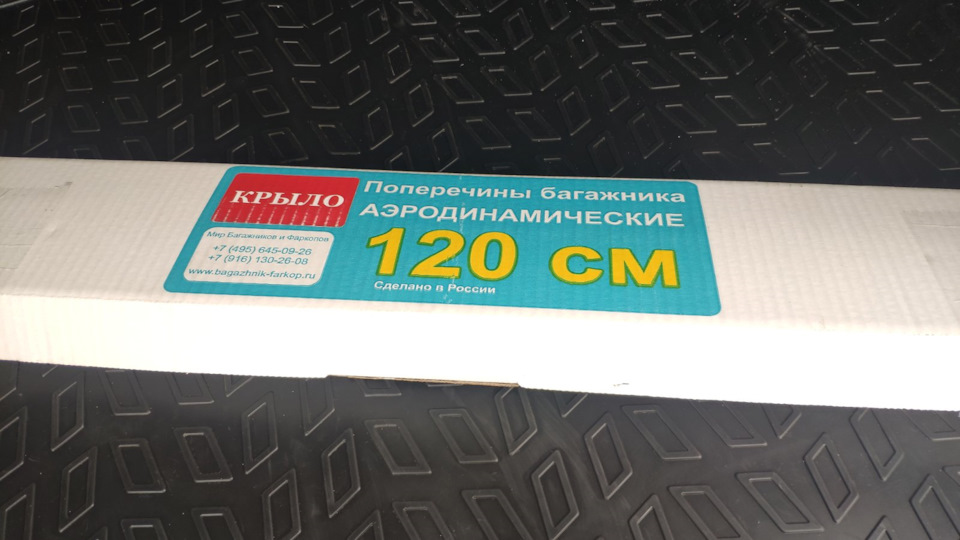 КРЫЛО
Мир Багажников и Фаркопов
+7 (495) 645-09-26
+7 (916) 130-26-08
www.bagazhnik-farkop.ru
Поперечины багажника
АЭРОДИНАМИЧЕСКИЕ
120 см
Сделано в России